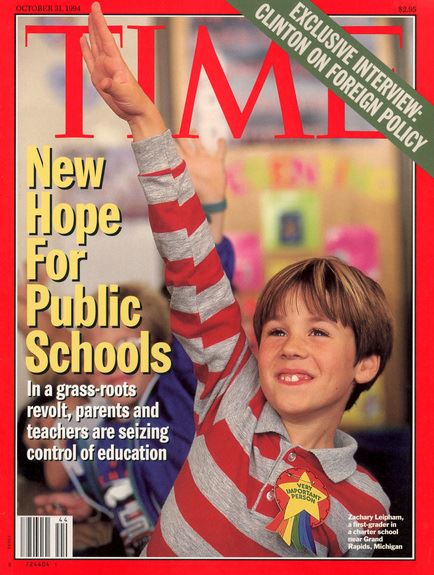 OCTOBER 31, 1994
$2.95
EXCLUSIVE INTERVIEW:
CLINTON ON FOREIGN POLICY
TIME
New
Hope
For
Public
Schools
In a grass-roots
revolt, parents and
teachers are seizing
control of education
VERY
IMPORTANT
PERSON
Zachary Leipham,
a first-grader in
a charter school
near Grand
Rapids, Michigan
44
724404 1